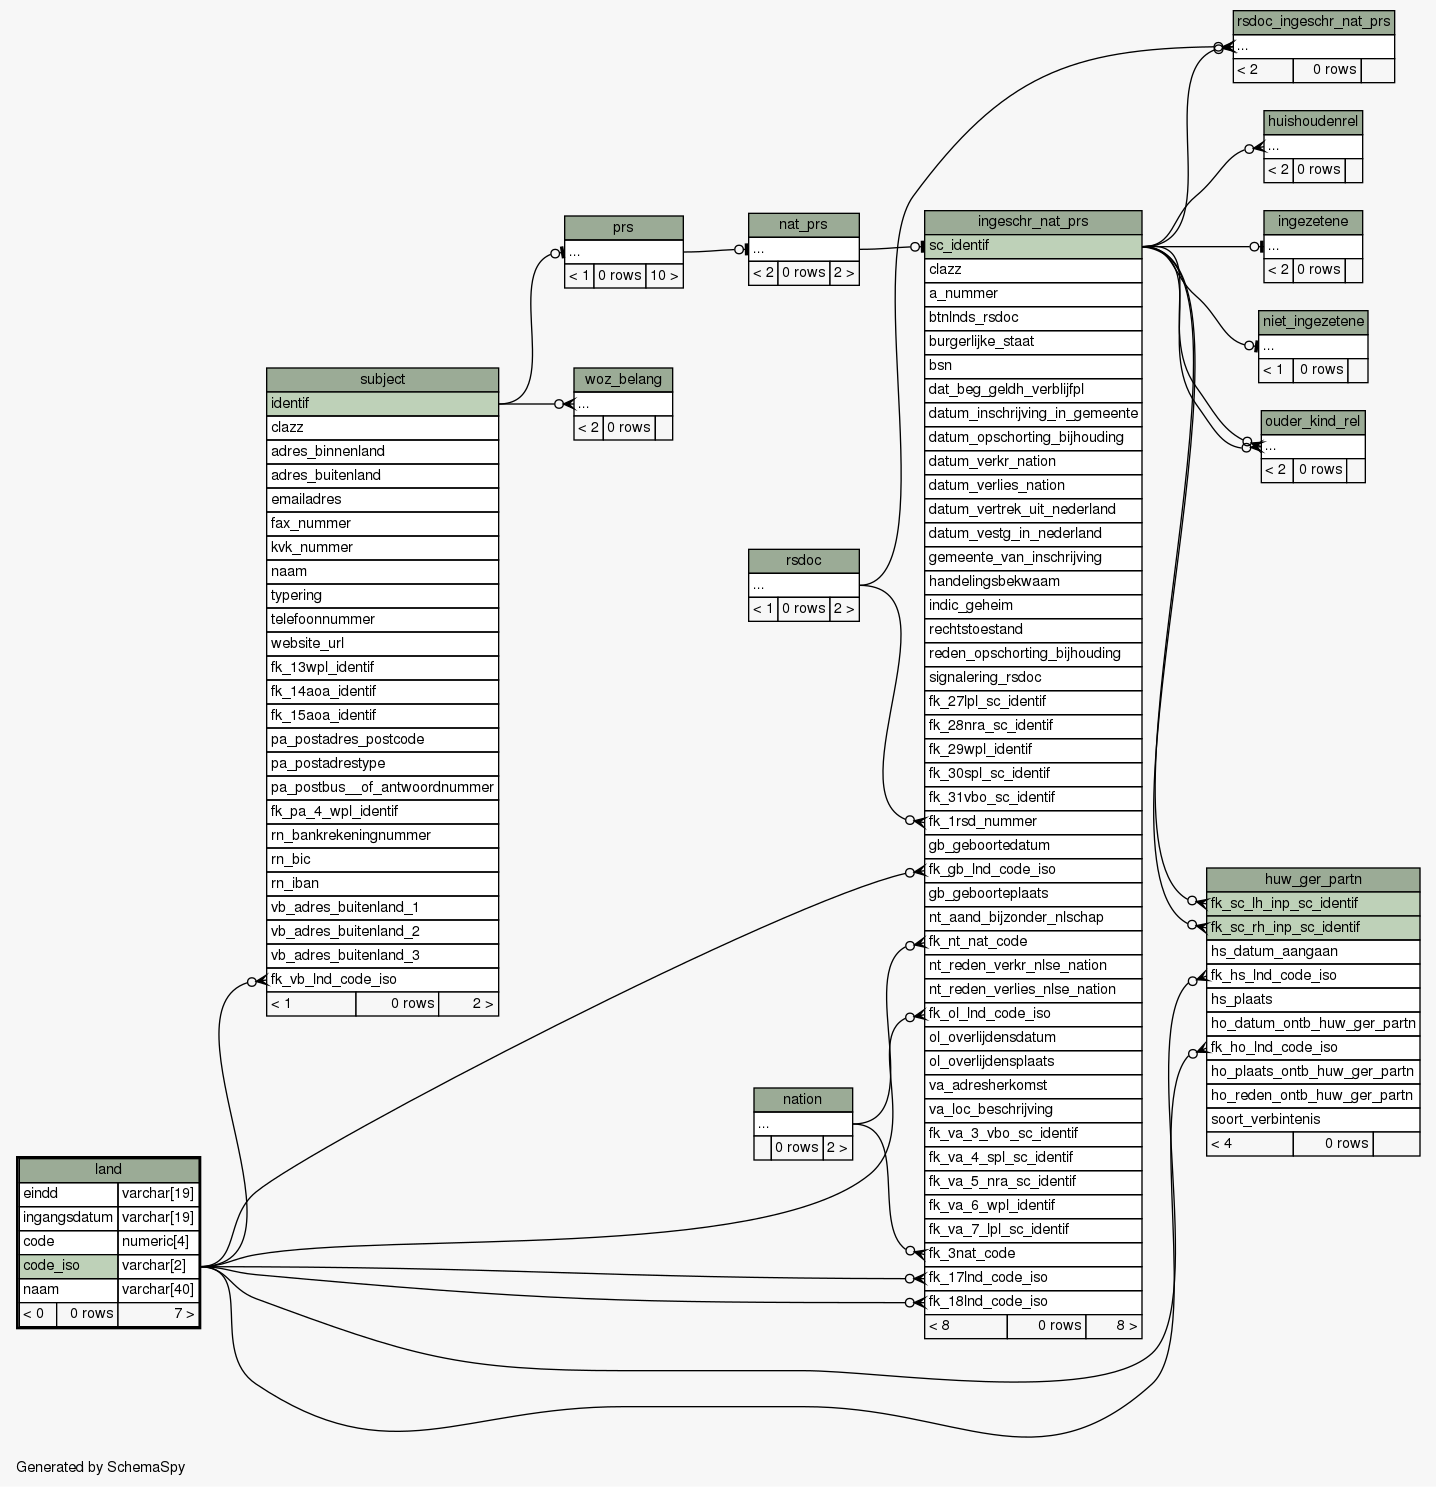 rsdoc_ingeschr_nat_prs
...
< 2 0 rows
huishoudenrel
...
< 2 0 rows
ingezetene
...
< 2 0 rows
niet_ingezetene
...
< 1 0 rows
ouder_kind_rel
...
< 2 0 rows
prs
...
< 1 0 rows 10 >
nat_prs
...
< 2 0 rows 2 >
ingeschr_nat_prs
sc_identif
clazz
a_nummer
btnlnds_rsdoc
burgerlijke_staat
bsn
dat_beg_geldh_verblijfpl
datum_inschrijving_in_gemeente
datum_opschorting_bijhouding
datum_verkr_nation
datum_verlies_nation
datum_vertrek_uit_nederland
datum_vestg_in_nederland
gemeente_van_inschrijving
handelingsbekwaam
indic_geheim
rechtstoestand
reden_opschorting_bijhouding
signalering_rsdoc
fk_27lpl_sc_identif
fk_28nra_sc_identif
fk_29wpl_identif
fk_30spl_sc_identif
fk_31vbo_sc_identif
fk_1rsd_nummer
gb_geboortedatum
fk_gb_lnd_code_iso
gb_geboorteplaats
nt_aand_bijzonder_nlschap
fk_nt_nat_code
nt_reden_verkr_nlse_nation
nt_reden_verlies_nlse_nation
fk_ol_lnd_code_iso
ol_overlijdensdatum
ol_overlijdensplaats
va_adresherkomst
va_loc_beschrijving
fk_va_3_vbo_sc_identif
fk_va_4_spl_sc_identif
fk_va_5_nra_sc_identif
fk_va_6_wpl_identif
fk_va_7_lpl_sc_identif
fk_3nat_code
fk_17lnd_code_iso
fk_18lnd_code_iso
< 8 0 rows 8 >
subject
identif
clazz
adres_binnenland
adres_buitenland
emailadres
fax_nummer
kvk_nummer
naam
typering
telefoonnummer
website_url
fk_13wpl_identif
fk_14aoa_identif
fk_15aoa_identif
pa_postadres_postcode
pa_postadrestype
pa_postbus__of_antwoordnummer
fk_pa_4_wpl_identif
rn_bankrekeningnummer
rn_bic
rn_iban
vb_adres_buitenland_1
vb_adres_buitenland_2
vb_adres_buitenland_3
fk_vb_lnd_code_iso
< 1 0 rows 2 >
woz_belang
...
< 2 0 rows
rsdoc
...
< 1 0 rows 2 >
huw_ger_partn
fk_sc_lh_inp_sc_identif
fk_sc_rh_inp_sc_identif
hs_datum_aangaan
fk_hs_lnd_code_iso
hs_plaats
ho_datum_ontb_huw_ger_partn
fk_ho_lnd_code_iso
ho_plaats_ontb_huw_ger_partn
ho_reden_ontb_huw_ger_partn
soort_verbintenis
< 4 0 rows
nation
...
0 rows 2 >
land
eindd varchar[19]
ingangsdatum varchar[19]
code numeric[4]
code_iso varchar[2]
naam varchar[40]
< 0 0 rows 7 >
Generated by SchemaSpy